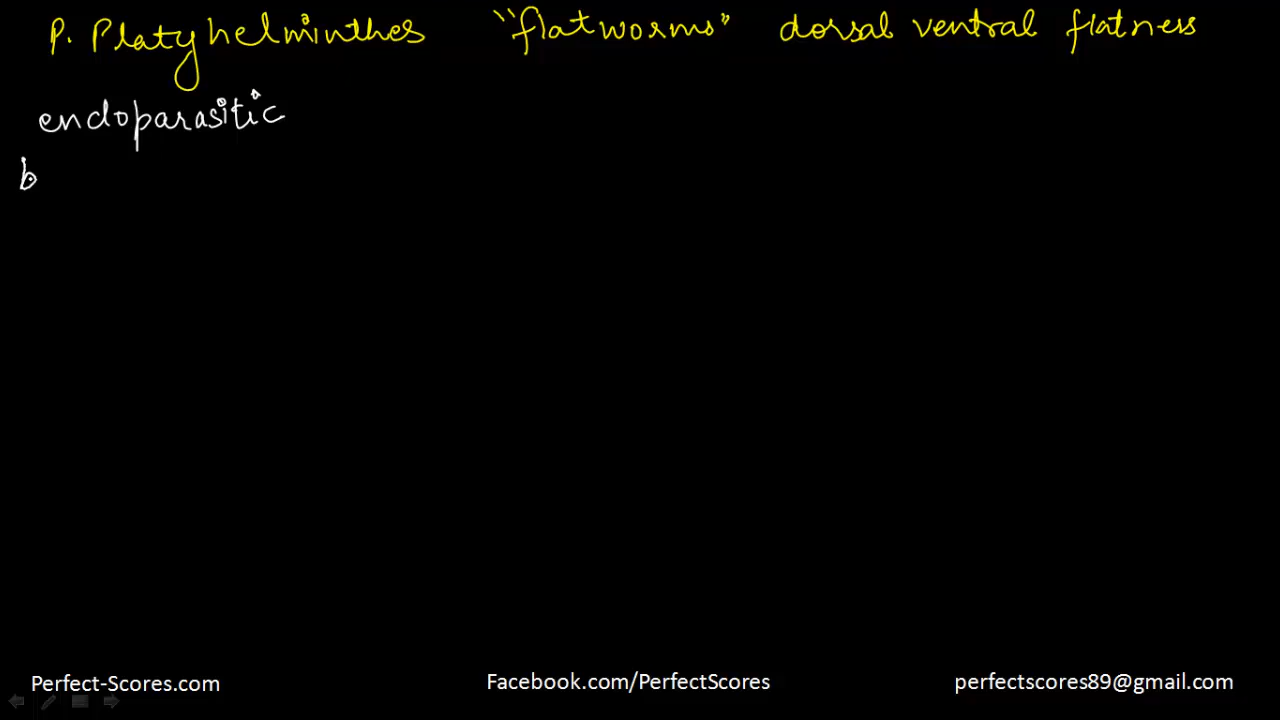 P. Platyhelminthes "flatworms" dorsal ventral flatness
endoparasitic
b
Perfect-Scores.com Facebook.com/PerfectScores perfectscores89@gmail.com